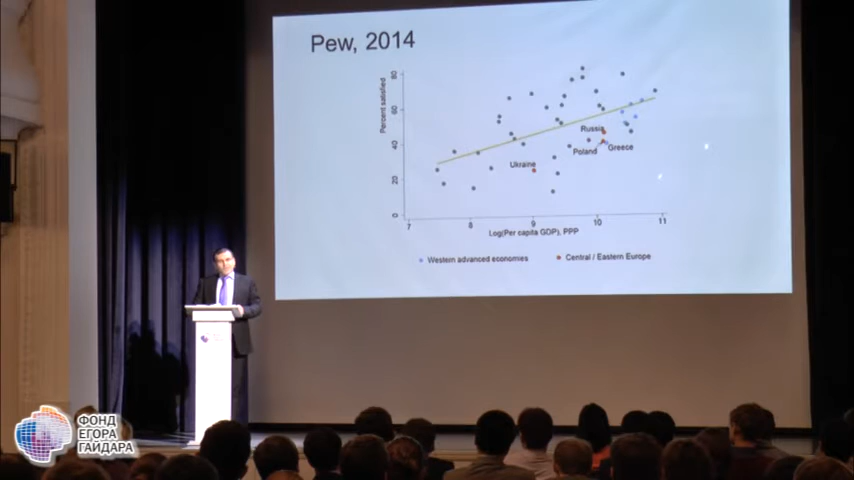 Pew, 2014
Percent satisfied
80
60
40
20
0
Russia
Poland
Greece
Ukraine
7
8
9
10
11
Log(Per capita GDP), PPP
Western advanced economies
Central / Eastern Europe
ФОНД
ЕГОРА
ГАЙДАРА